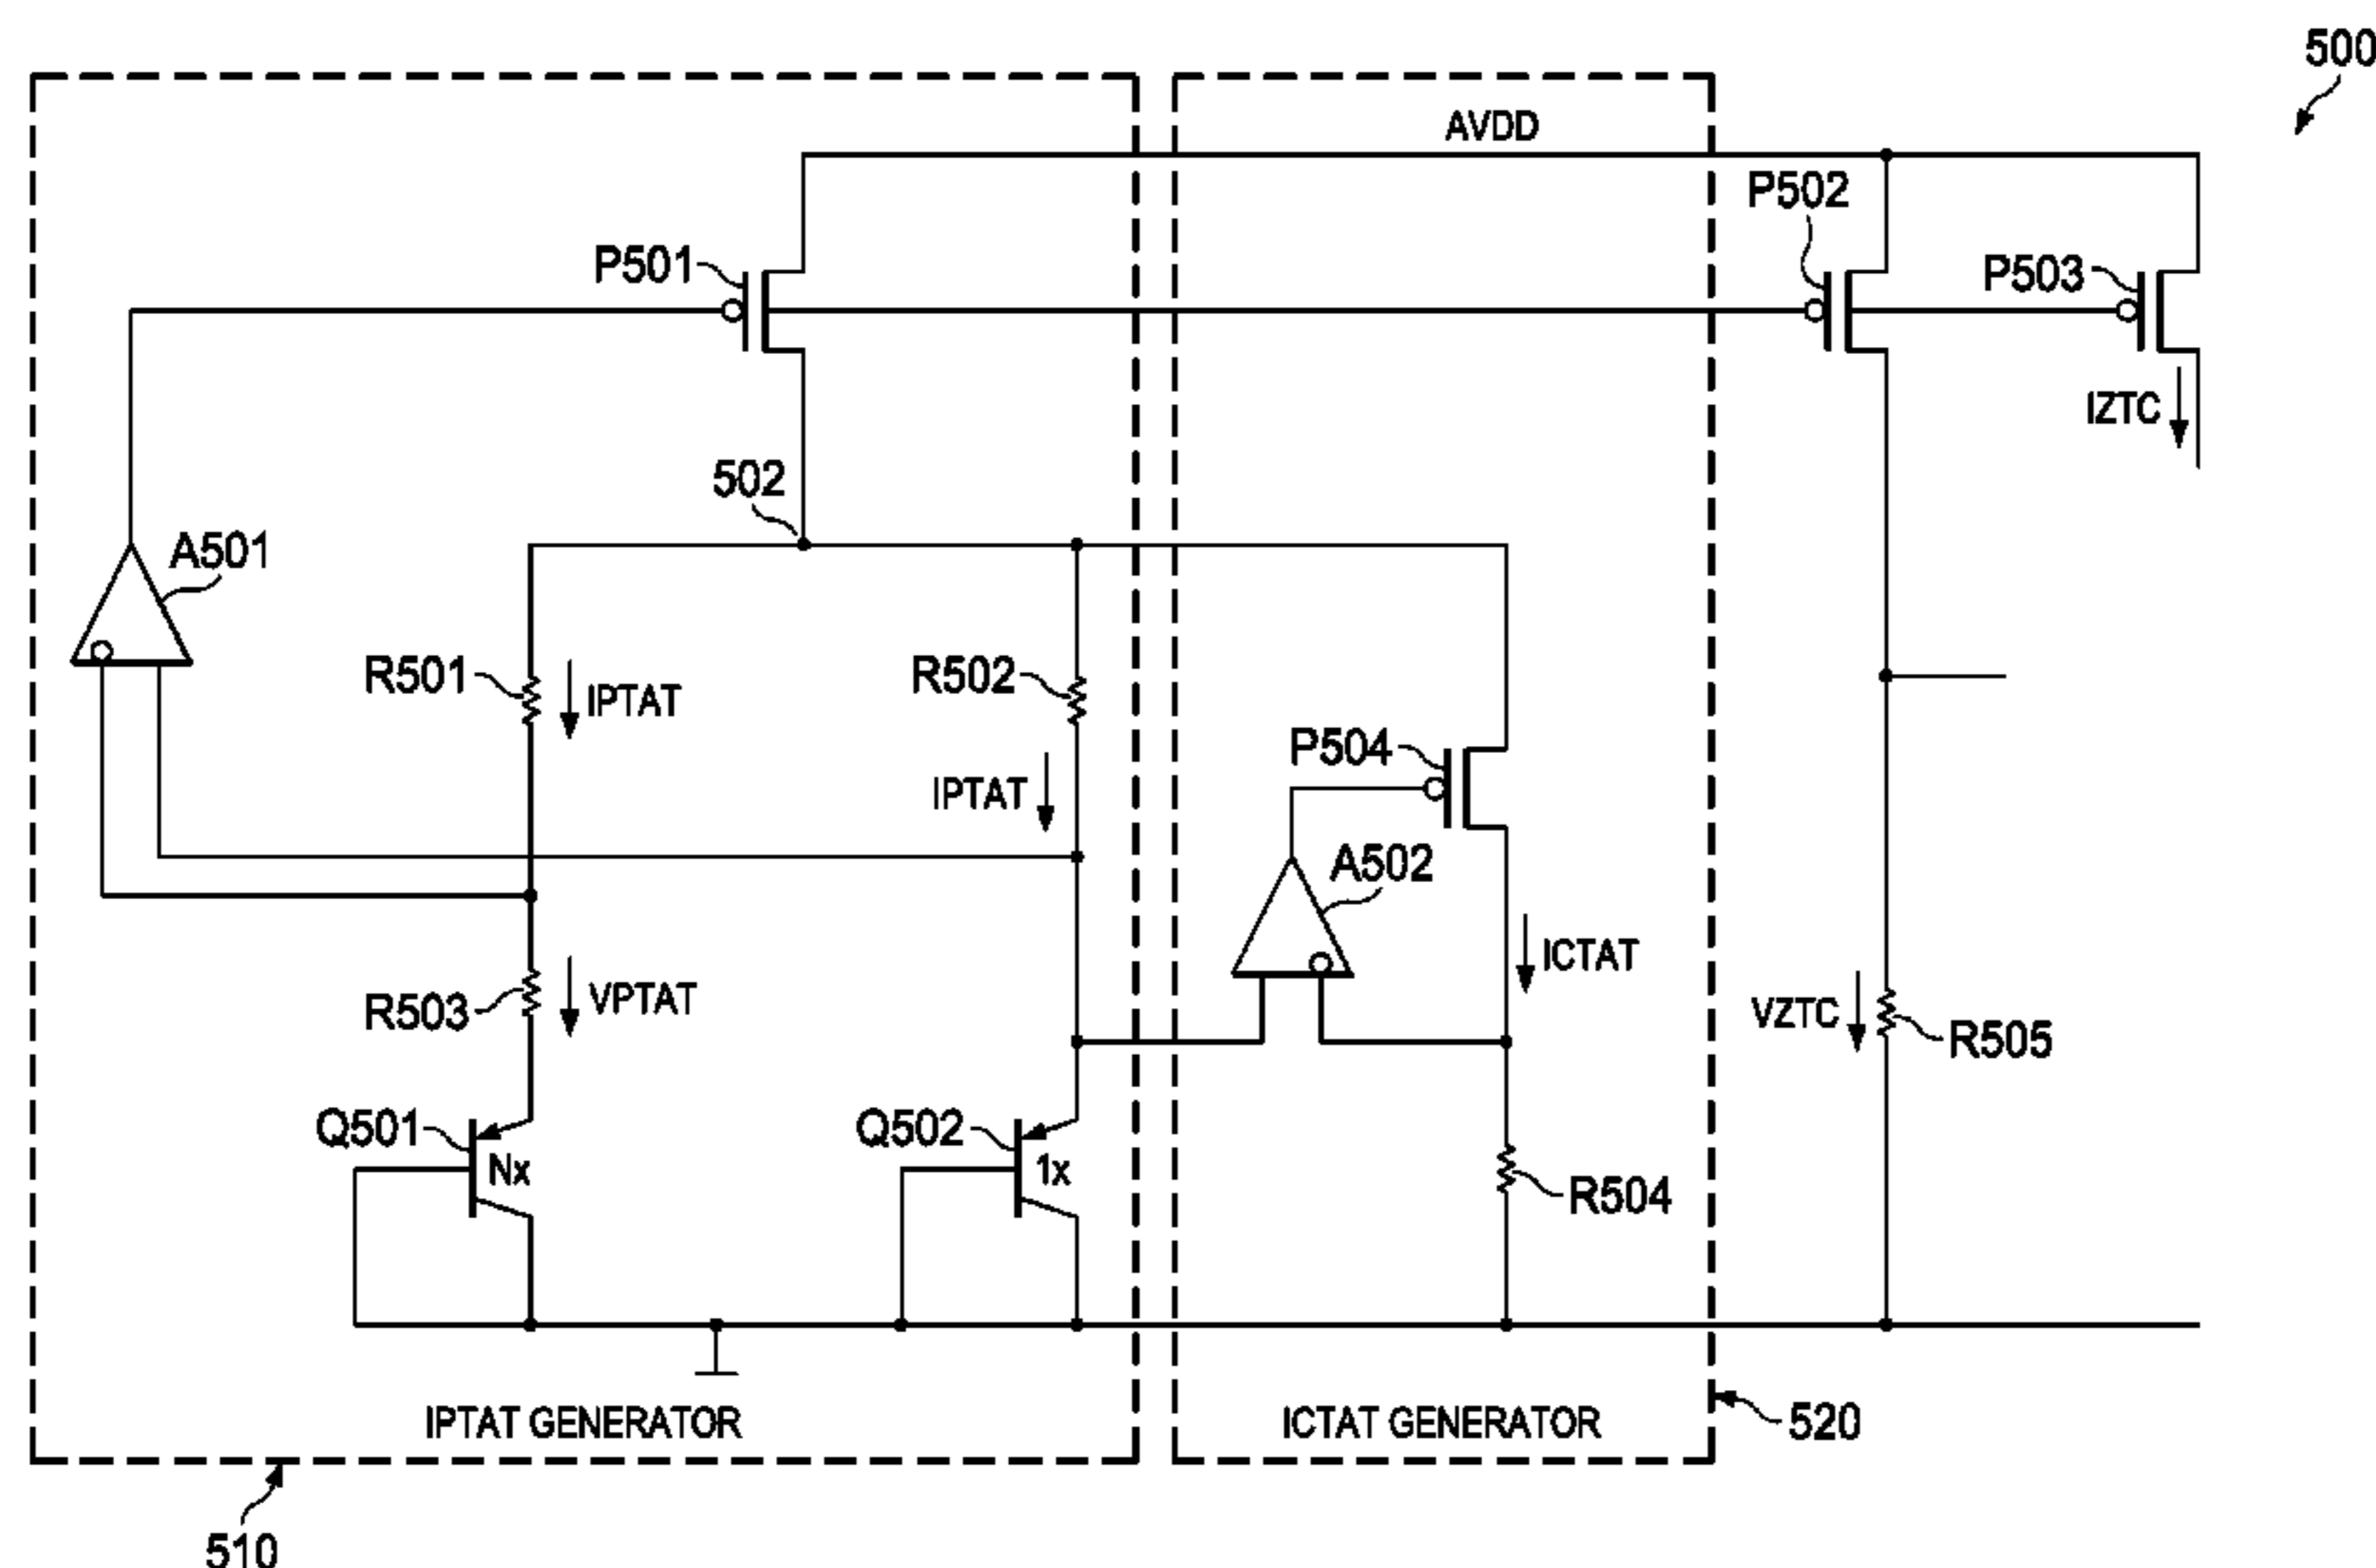 500
AVDD
P502
P501
P503
IZTC
502
A501
R501
IPTAT
R502
P504
IPTAT
A502
ICTAT
R503
VPTAT
VZTC
R505
Q501
Nx
Q502
1x
R504
IPTAT GENERATOR
ICTAT GENERATOR
520
510